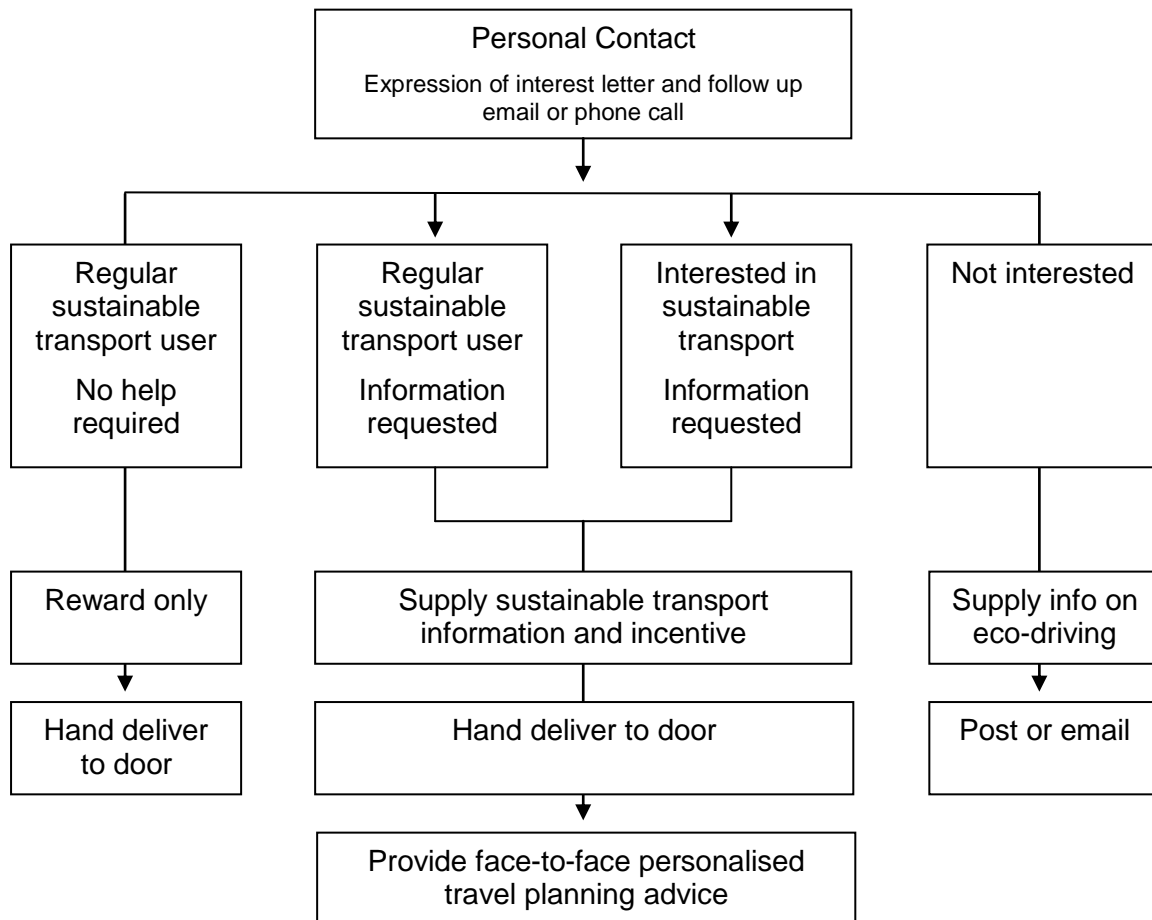 Personal Contact
Expression of interest letter and follow up
email or phone call
Regular
sustainable
transport user
No help
required
Regular
sustainable
transport user
Information
requested
Interested in
sustainable
transport
Information
requested
Not interested
Reward only
Supply sustainable transport
information and incentive
Supply info on
eco-driving
Hand deliver
to door
Hand deliver to door
Post or email
Provide face-to-face personalised
travel planning advice